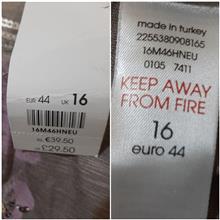 EUR 44 UK 16
16M46HNEU
RO. €39.50
£29.50
made in turkey
2255380908165
16M46HNEU
0105 7411
KEEP AWAY
FROM FIRE
16
euro 44